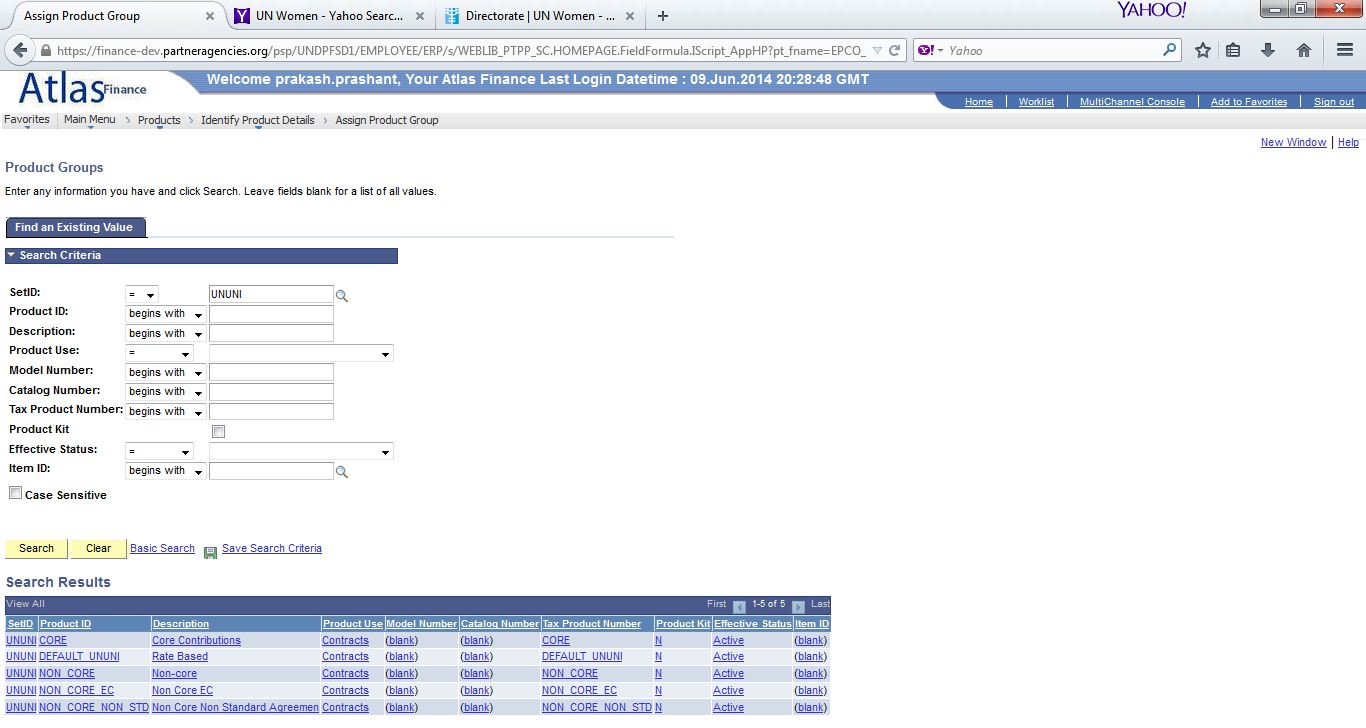 Assign Product Group × UN Women - Yahoo Searc... × Directorate | UN Women - ... × + YAHOO!
https://finance-dev.partneragencies.org/psp/UNDPFSD1/EMPLOYEE/ERP/s/WEBLIB_PTPP_SC.HOMEPAGE.FieldFormula.IScript_AppHP?pt_fname=EPCO_ Yahoo
Atlas Finance Welcome prakash.prashant, Your Atlas Finance Last Login Datetime : 09.Jun.2014 20:28:48 GMT
Home | Worklist | MultiChannel Console | Add to Favorites | Sign out
Favorites Main Menu > Products > Identify Product Details > Assign Product Group
New Window | Help
Product Groups
Enter any information you have and click Search. Leave fields blank for a list of all values.
Find an Existing Value
Search Criteria
SetID: = UNUNI
Product ID: begins with
Description: begins with
Product Use: =
Model Number: begins with
Catalog Number: begins with
Tax Product Number: begins with
Product Kit
Effective Status: =
Item ID: begins with
Case Sensitive
Search Clear Basic Search Save Search Criteria
Search Results
View All First 1-5 of 5 Last
SetID Product ID Description Product Use Model Number Catalog Number Tax Product Number Product Kit Effective Status Item ID
UNUNI CORE Core Contributions Contracts (blank) (blank) CORE N Active (blank)
UNUNI DEFAULT_UNUNI Rate Based Contracts (blank) (blank) DEFAULT_UNUNI N Active (blank)
UNUNI NON_CORE Non-core Contracts (blank) (blank) NON_CORE N Active (blank)
UNUNI NON_CORE_EC Non Core EC Contracts (blank) (blank) NON_CORE_EC N Active (blank)
UNUNI NON_CORE_NON_STD Non Core Non Standard Agreemen Contracts (blank) (blank) NON_CORE_NON_STD N Active (blank)